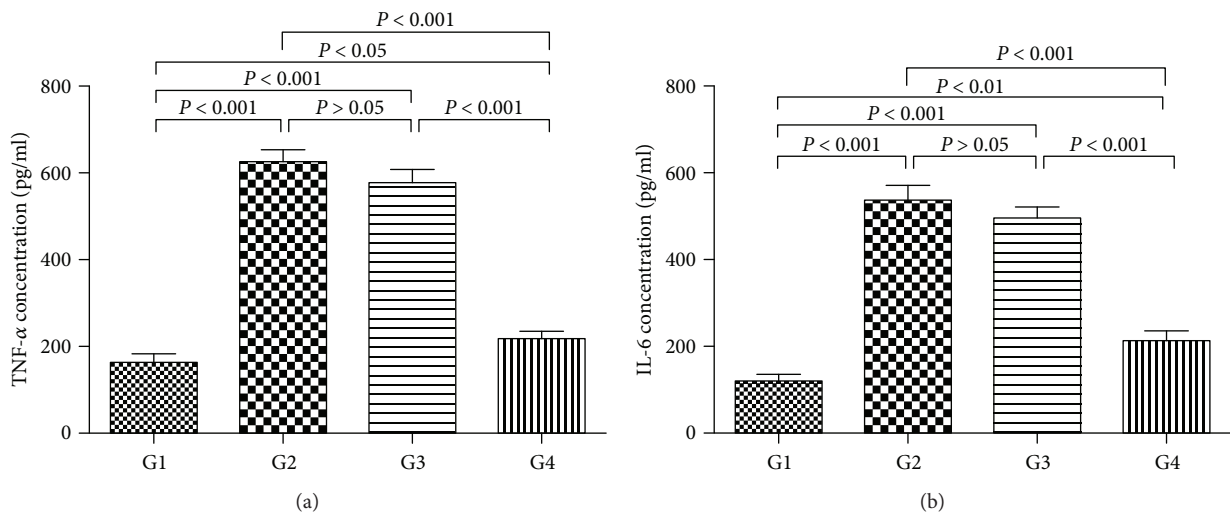 P < 0.001
P < 0.05
P < 0.001
P < 0.001
P > 0.05
P < 0.001
TNF-α concentration (pg/ml)
800
600
400
200
0
G1
G2
G3
G4
(a)
P < 0.001
P < 0.01
P < 0.001
P < 0.001
P > 0.05
P < 0.001
IL-6 concentration (pg/ml)
800
600
400
200
0
G1
G2
G3
G4
(b)